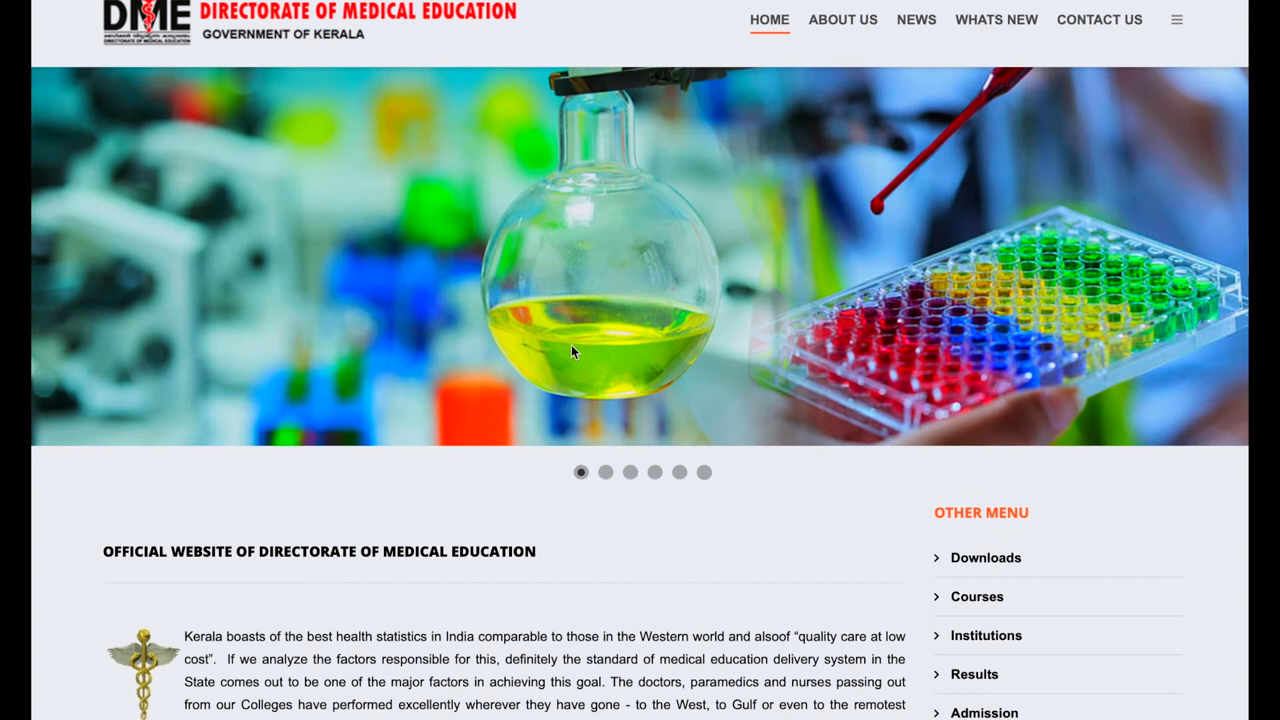 DME
DIRECTORATE OF MEDICAL EDUCATION
DIRECTORATE OF MEDICAL EDUCATION
GOVERNMENT OF KERALA
HOME ABOUT US NEWS WHATS NEW CONTACT US
OFFICIAL WEBSITE OF DIRECTORATE OF MEDICAL EDUCATION
Kerala boasts of the best health statistics in India comparable to those in the Western world and alsoof “quality care at low
cost”. If we analyze the factors responsible for this, definitely the standard of medical education delivery system in the
State comes out to be one of the major factors in achieving this goal. The doctors, paramedics and nurses passing out
from our Colleges have performed excellently wherever they have gone - to the West, to Gulf or even to the remotest
OTHER MENU
Downloads
Courses
Institutions
Results
Admission